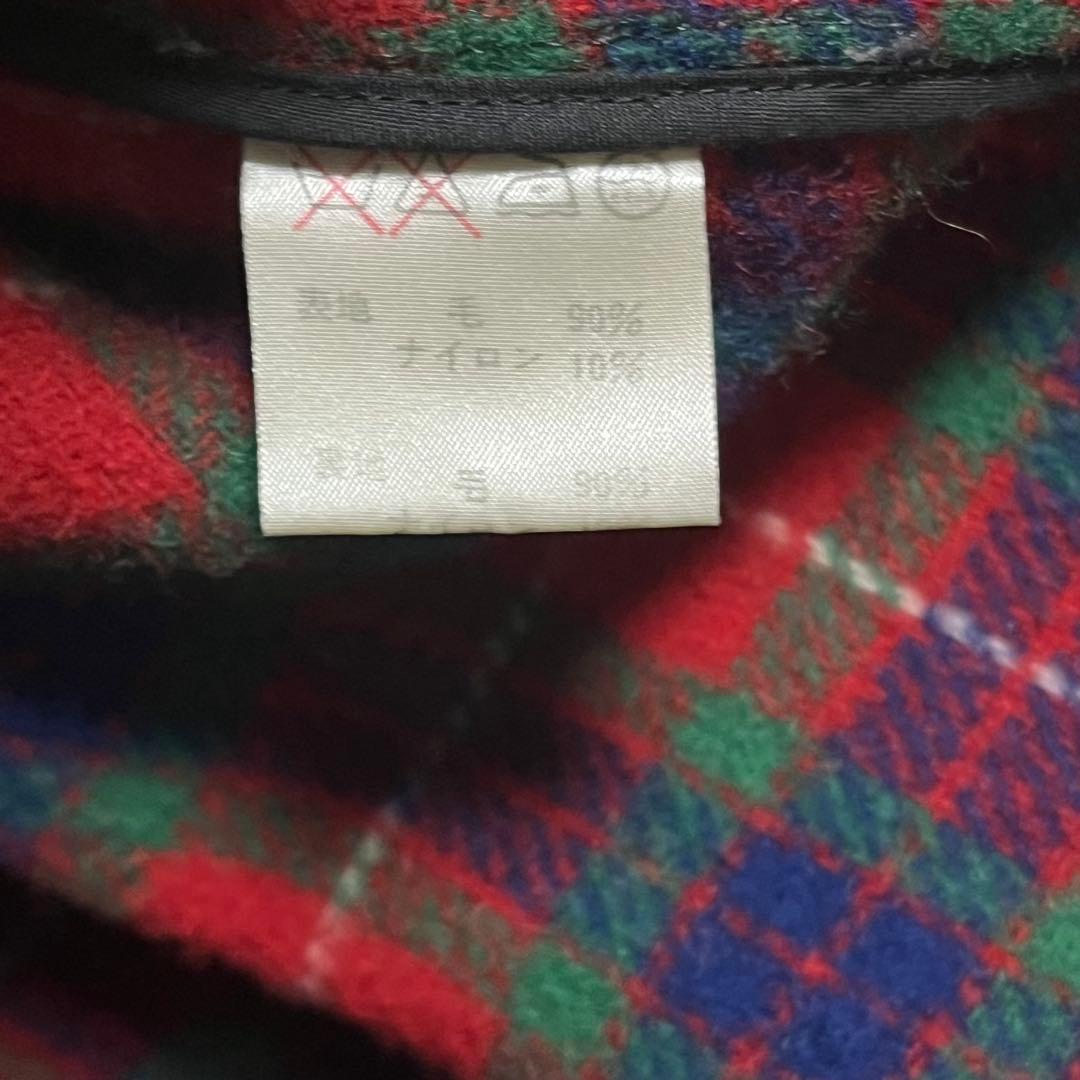 表地 毛 90%
ナイロン 10%
裏地 毛 90%